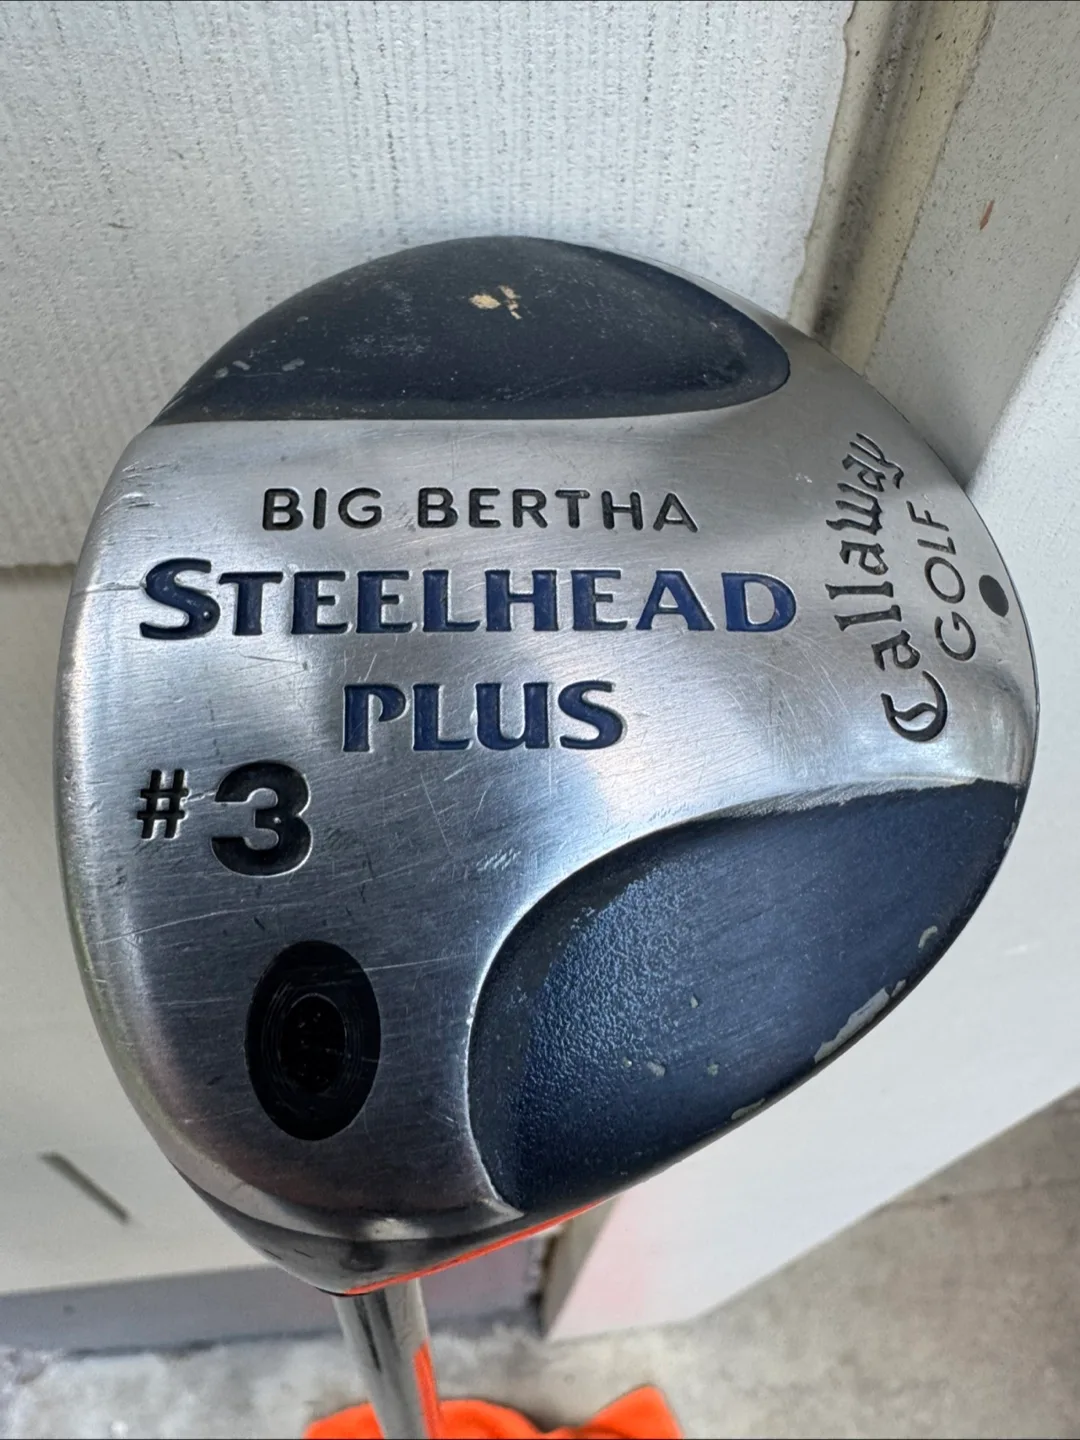 BIG BERTHA
STEELHEAD
PLUS
#3
Callaway
GOLF